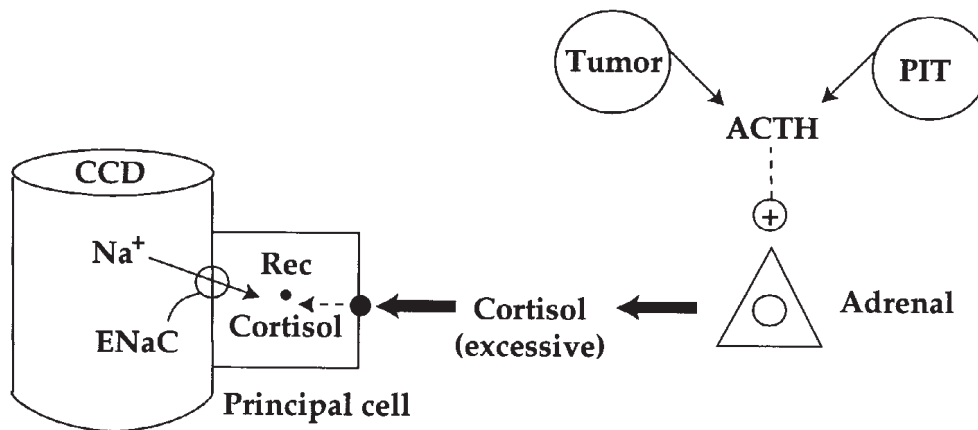 Tumor
PIT
ACTH
+
CCD
Na+
Rec
Cortisol
ENaC
Cortisol
(excessive)
Adrenal
Principal cell